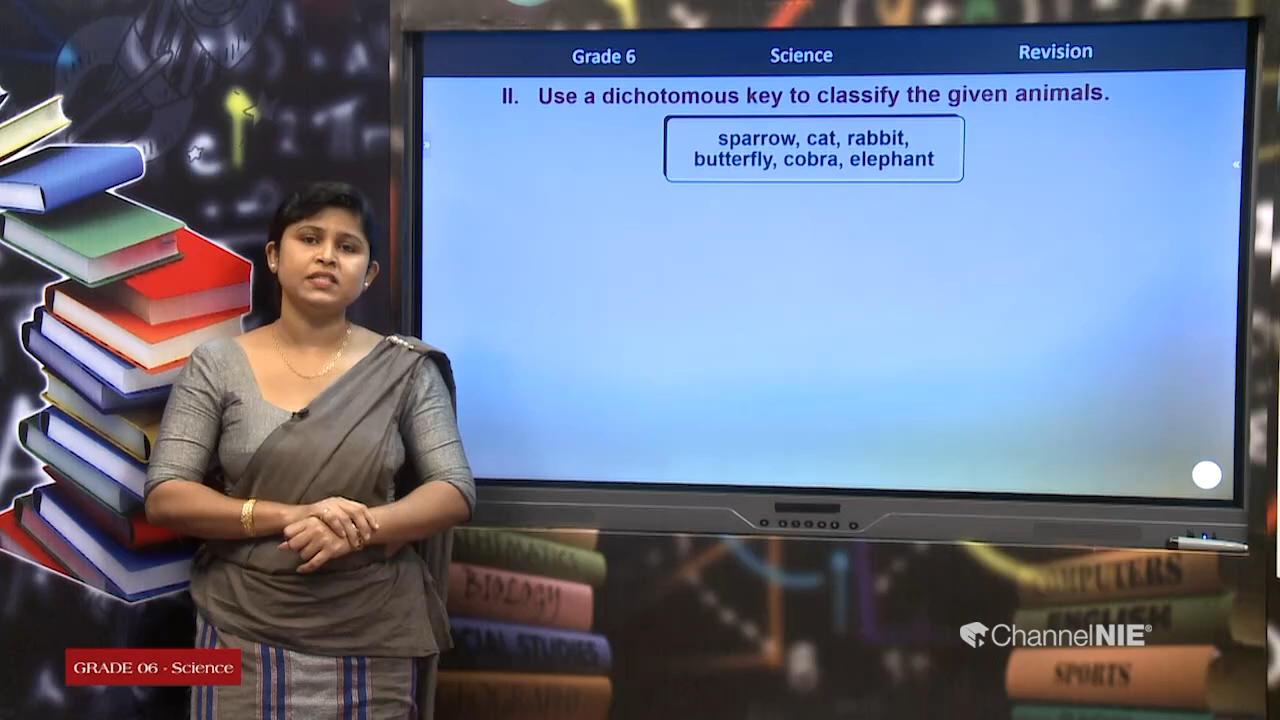 Grade 6 Science Revision
II. Use a dichotomous key to classify the given animals.
sparrow, cat, rabbit,
butterfly, cobra, elephant
BIOLOGY
COMPUTERS
ENGLISH
SPORTS
ChannelNIE®
GRADE 06 - Science